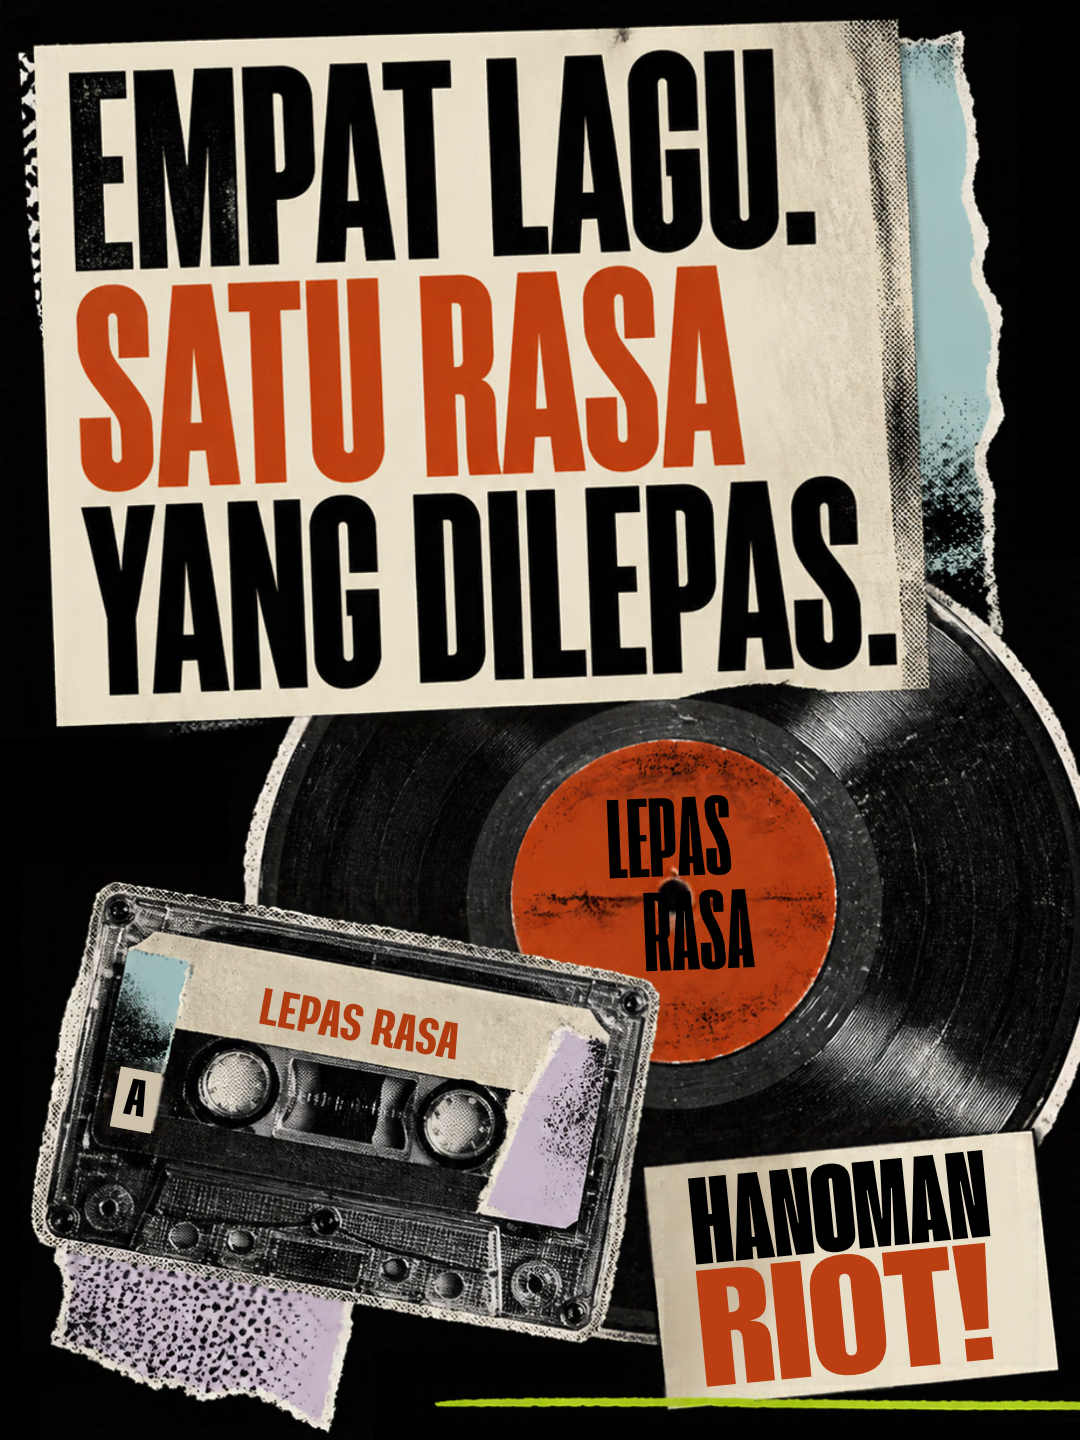 EMPAT LAGU.
SATU RASA
YANG DILEPAS.
LEPAS
RASA
LEPAS RASA
A
HANOMAN
RIOT!